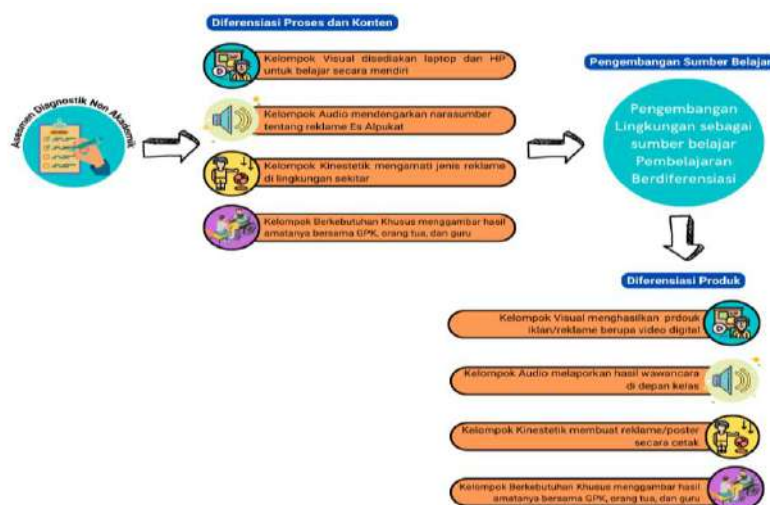 Asesmen Diagnostik Non Akademik
Diferensiasi Proses dan Konten
Kelompok Visual disediakan laptop dan HP
untuk belajar secara mendiri
Kelompok Audio mendengarkan narasumber
tentang reklame Es Alpukat
Kelompok Kinestetik mengamati jenis reklame
di lingkungan sekitar
Kelompok Berkebutuhan Khusus menggambar hasil
amatanya bersama GPK, orang tua, dan guru
Pengembangan Sumber Belajar
Pengembangan
Lingkungan sebagai
sumber belajar
Pembelajaran
Berdiferensiasi
Diferensiasi Produk
Kelompok Visual menghasilkan prdouk
iklan/reklame berupa video digital
Kelompok Audio melaporkan hasil wawancara
di depan kelas
Kelompok Kinestetik membuat reklame/poster
secara cetak
Kelompok Berkebutuhan Khusus menggambar hasil
amatanya bersama GPK, orang tua, dan guru